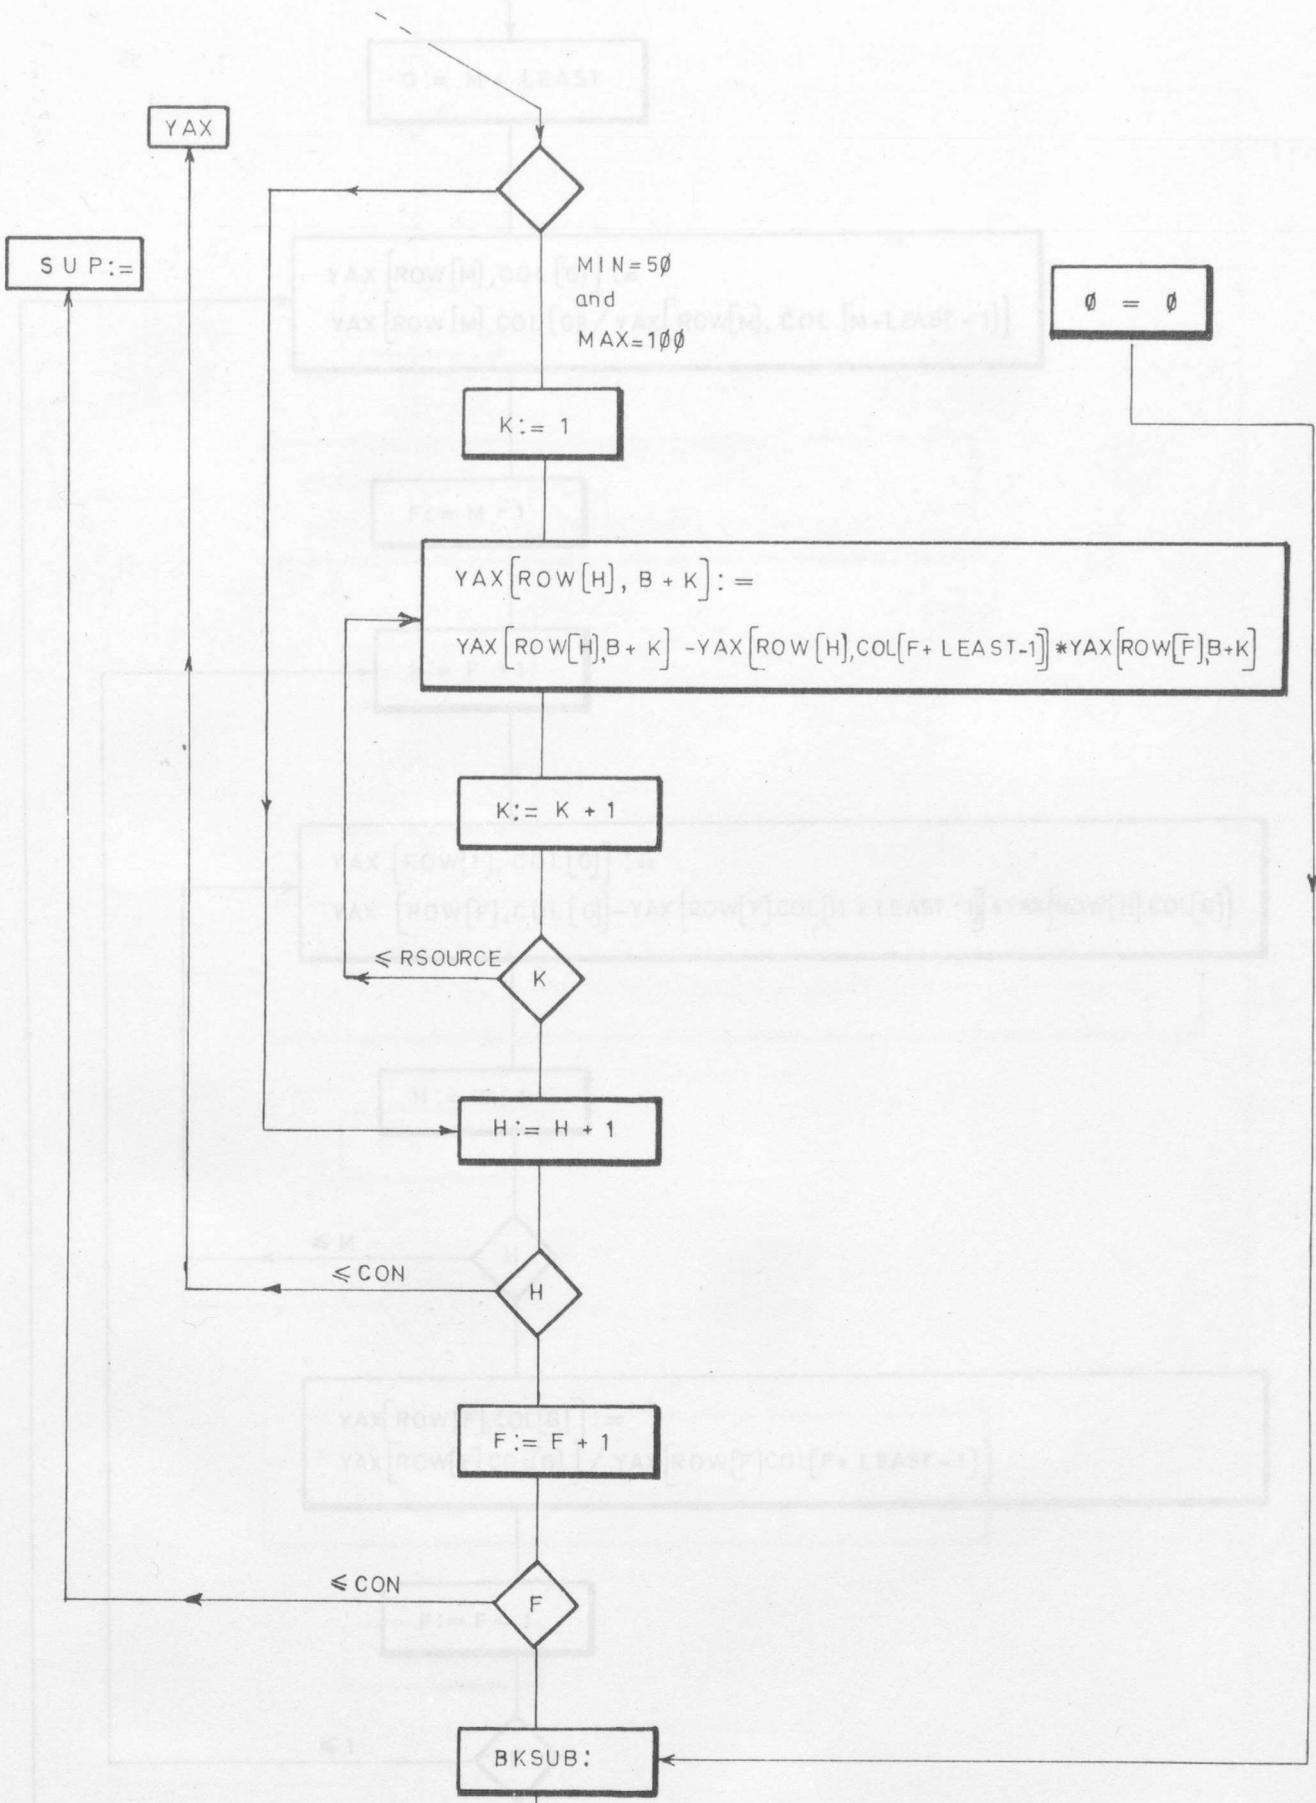 YAX
SUP:=
MIN=5Ø
and
MAX=1ØØ
Ø = Ø
K:= 1
YAX[ROW[H], B + K]:=
YAX[ROW[H],B + K] -YAX[ROW[H],COL[F+ LEAST-1]]*YAX[ROW[F],B+K]
K:= K + 1
≤ RSOURCE
K
H:= H + 1
≤ CON
H
F:= F + 1
≤ CON
F
BKSUB: